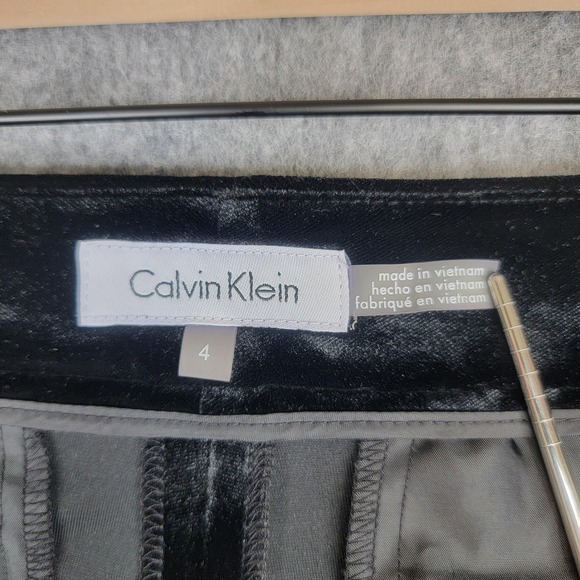 Calvin Klein
made in vietnam
hecho en vietnam
fabriqué en vietnam
4